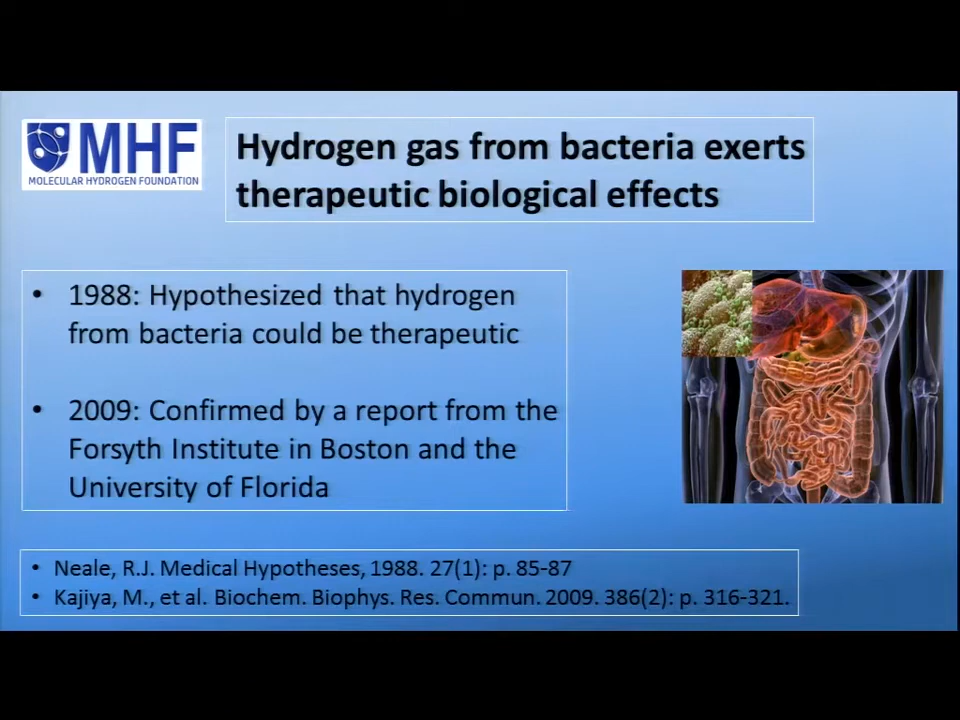 MHF
MOLECULAR HYDROGEN FOUNDATION
Hydrogen gas from bacteria exerts
therapeutic biological effects
• 1988: Hypothesized that hydrogen
from bacteria could be therapeutic
• 2009: Confirmed by a report from the
Forsyth Institute in Boston and the
University of Florida
• Neale, R.J. Medical Hypotheses, 1988. 27(1): p. 85-87
• Kajiya, M., et al. Biochem. Biophys. Res. Commun. 2009. 386(2): p. 316-321.